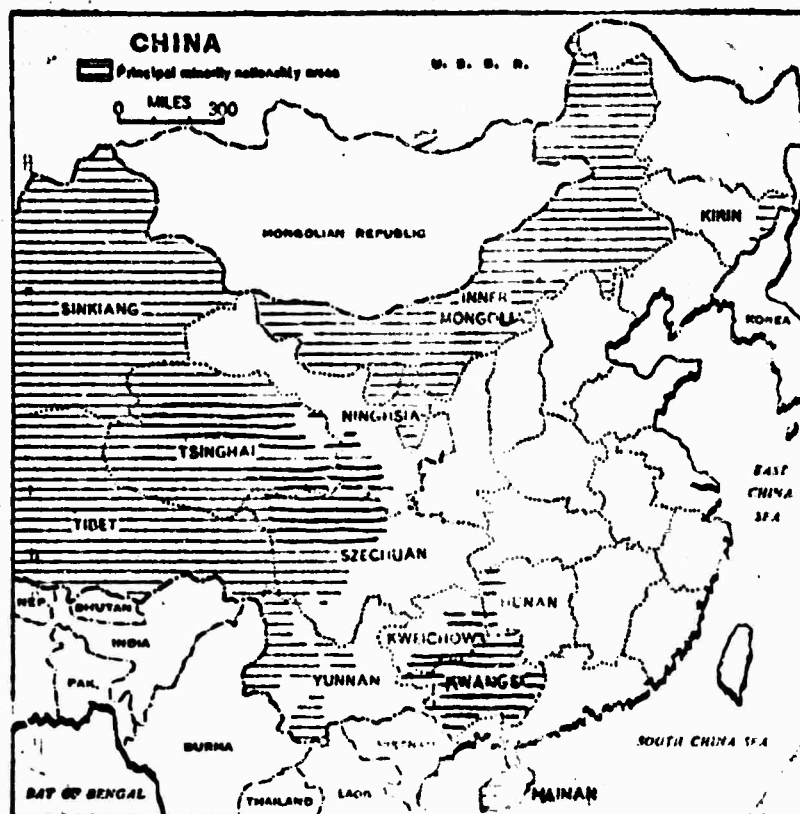 CHINA
Principal minority nationality areas
0 MILES 300
U. S. S. R.
MONGOLIAN REPUBLIC
KIRIN
SINKIANG
INNER
MONGOLIA
KOREA
NINGHSIA
TSINGHAI
EAST
CHINA
SEA
TIBET
SZECHUAN
NEP.
BHUTAN
HUNAN
INDIA
KWEICHOW
PAK.
YUNNAN
KWANGSI
BURMA
VIETNAM
SOUTH CHINA SEA
BAY OF BENGAL
THAILAND
LAOS
HAINAN